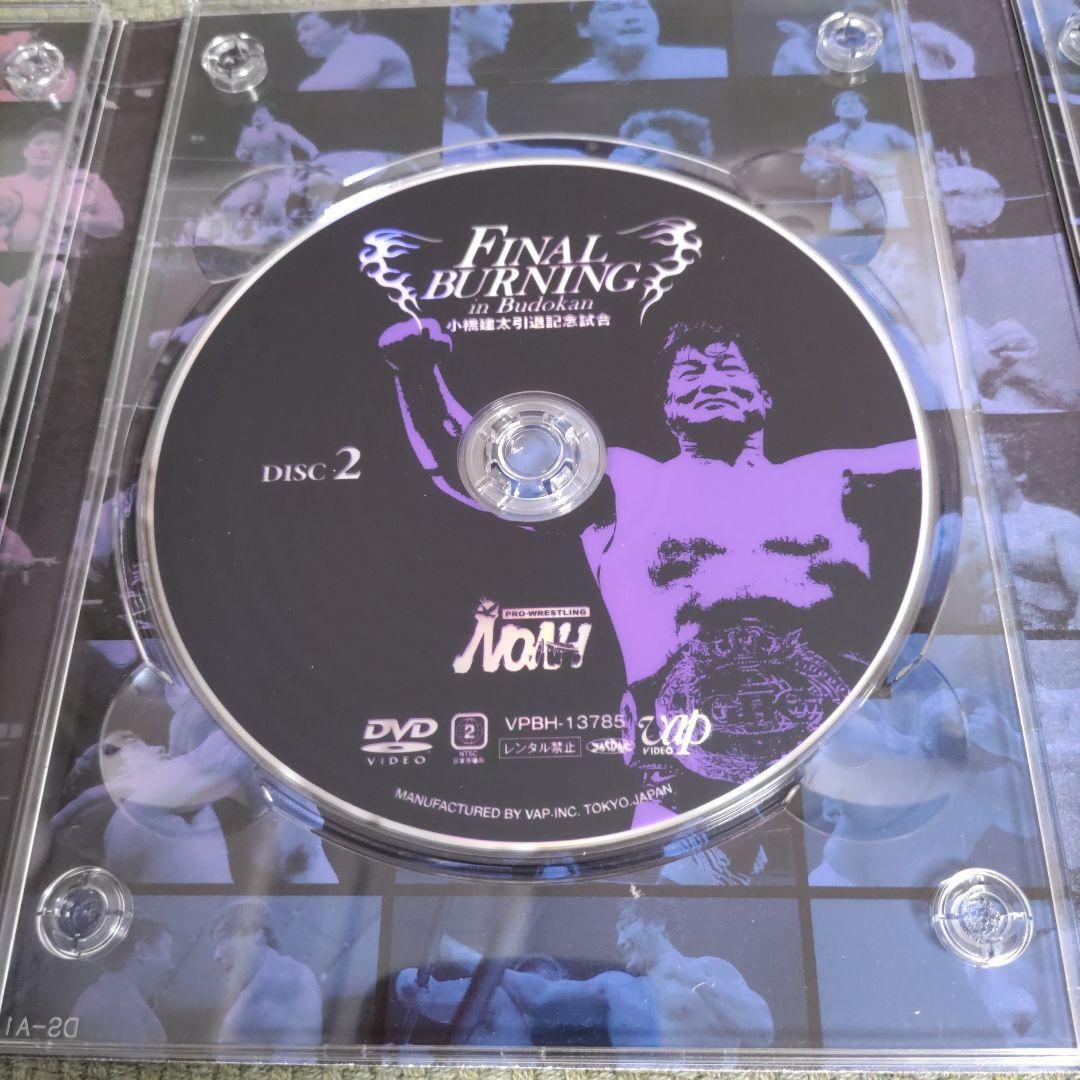 FINAL
BURNING
in Budokan
小橋建太引退記念試合
DISC 2
PRO-WRESTLING
NOAH
DVD
VIDEO
2
NTSC
日本市場向
VPBH-13785
レンタル禁止
JASRAC
vap
VIDEO
MANUFACTURED BY VAP·INC. TOKYO.JAPAN
DS-A1